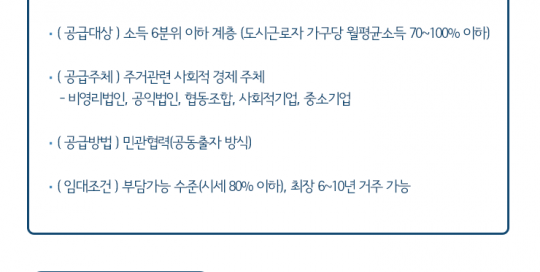 • ( 공급대상 ) 소득 6분위 이하 계층 (도시근로자 가구당 월평균소득 70~100% 이하)
• ( 공급주체 ) 주거관련 사회적 경제 주체
- 비영리법인, 공익법인, 협동조합, 사회적기업, 중소기업
• ( 공급방법 ) 민관협력(공동출자 방식)
• ( 임대조건 ) 부담가능 수준(시세 80% 이하), 최장 6~10년 거주 가능